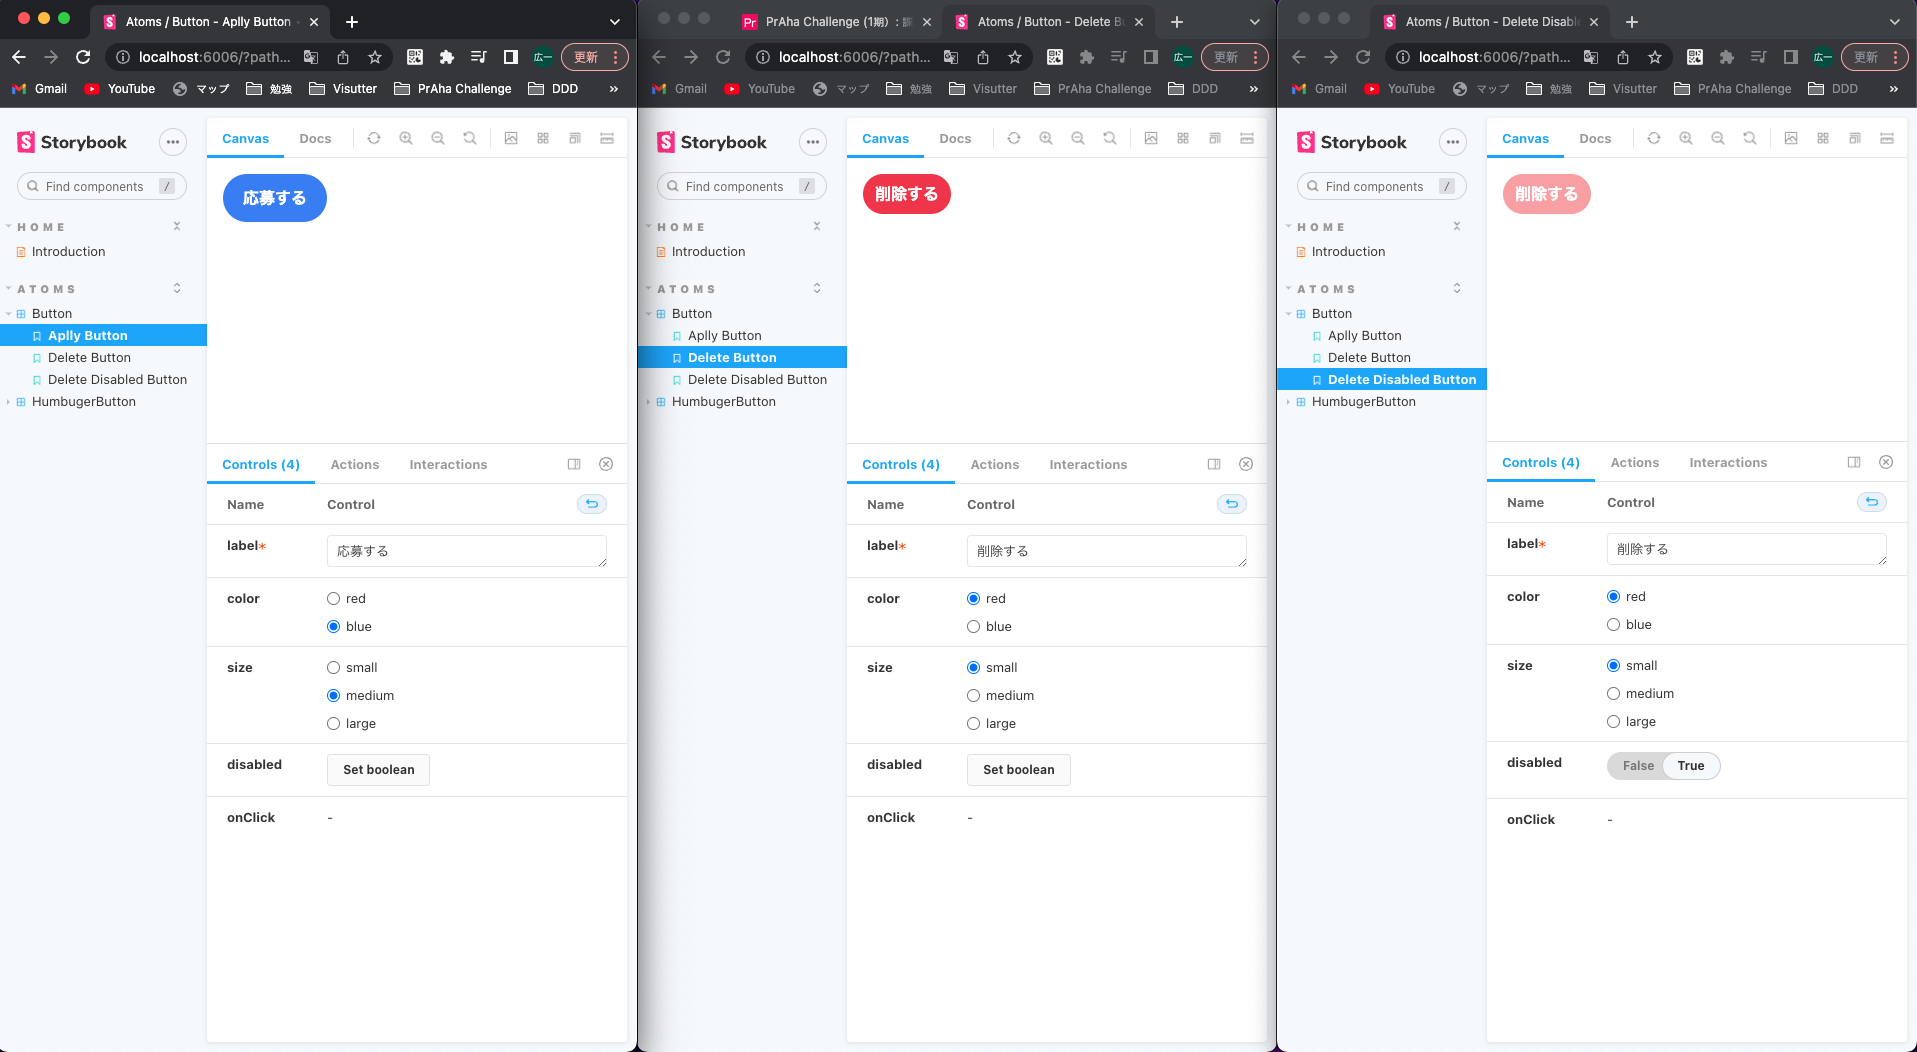 Atoms / Button - Aplly Button
localhost:6006/?path...
広一
更新
Gmail
YouTube
マップ
勉強
Visutter
PrAha Challenge
DDD
»
Storybook
Find components
/
HOME
Introduction
ATOMS
Button
Aplly Button
Delete Button
Delete Disabled Button
HumbugerButton
Canvas
Docs
応募する
Controls (4)
Actions
Interactions
Name
Control
label*
応募する
color
red
blue
size
small
medium
large
disabled
Set boolean
onClick
-
Pr
PrAha Challenge (1期) : 課
Atoms / Button - Delete B
localhost:6006/?path...
広一
更新
Gmail
YouTube
マップ
勉強
Visutter
PrAha Challenge
DDD
»
Storybook
Find components
/
HOME
Introduction
ATOMS
Button
Aplly Button
Delete Button
Delete Disabled Button
HumbugerButton
Canvas
Docs
削除する
Controls (4)
Actions
Interactions
Name
Control
label*
削除する
color
red
blue
size
small
medium
large
disabled
Set boolean
onClick
-
Atoms / Button - Delete Disable
localhost:6006/?path...
広一
更新
Gmail
YouTube
マップ
勉強
Visutter
PrAha Challenge
DDD
»
Storybook
Find components
/
HOME
Introduction
ATOMS
Button
Aplly Button
Delete Button
Delete Disabled Button
HumbugerButton
Canvas
Docs
削除する
Controls (4)
Actions
Interactions
Name
Control
label*
削除する
color
red
blue
size
small
medium
large
disabled
False
True
onClick
-